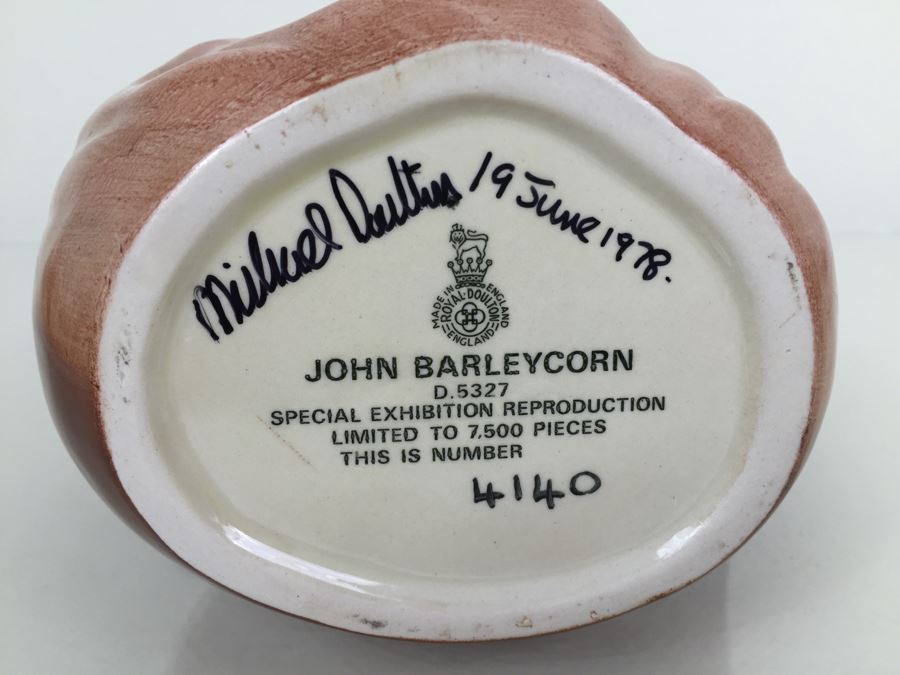 Michael Doulton 19 June 1978.
MADE IN ENGLAND
ROYAL·DOULTON
ENGLAND
JOHN BARLEYCORN
D.5327
SPECIAL EXHIBITION REPRODUCTION
LIMITED TO 7,500 PIECES
THIS IS NUMBER
4140